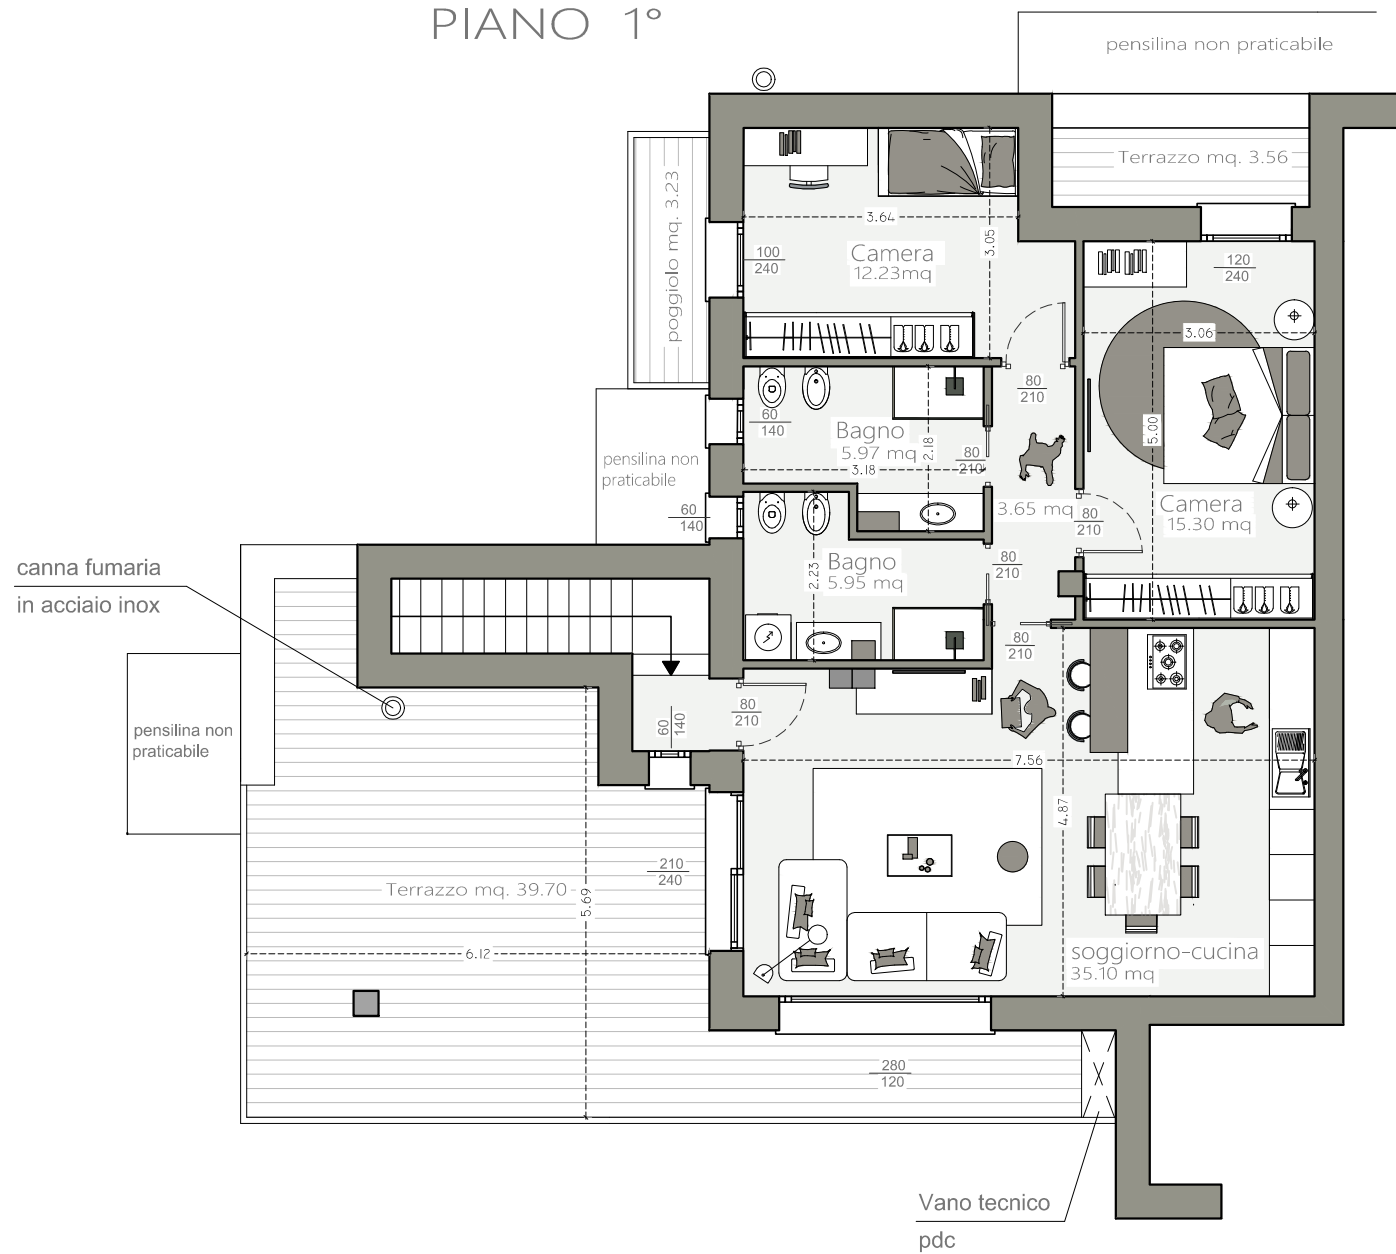 PIANO 1°
pensilina non praticabile
Terrazzo mq. 3.56
poggiolo mq. 3.23
3.64
3.05
100
240
Camera
12.23mq
120
240
3.06
5.00
80
210
60
140
Bagno
5.97 mq
2.18
3.18
80
210
pensilina non
praticabile
3.65 mq
80
210
Camera
15.30 mq
60
140
Bagno
5.95 mq
2.23
80
210
canna fumaria
in acciaio inox
80
210
pensilina non
praticabile
60
140
80
210
7.56
4.87
210
240
Terrazzo mq. 39.70
5.69
6.12
soggiorno-cucina
35.10 mq
280
120
Vano tecnico
pdc